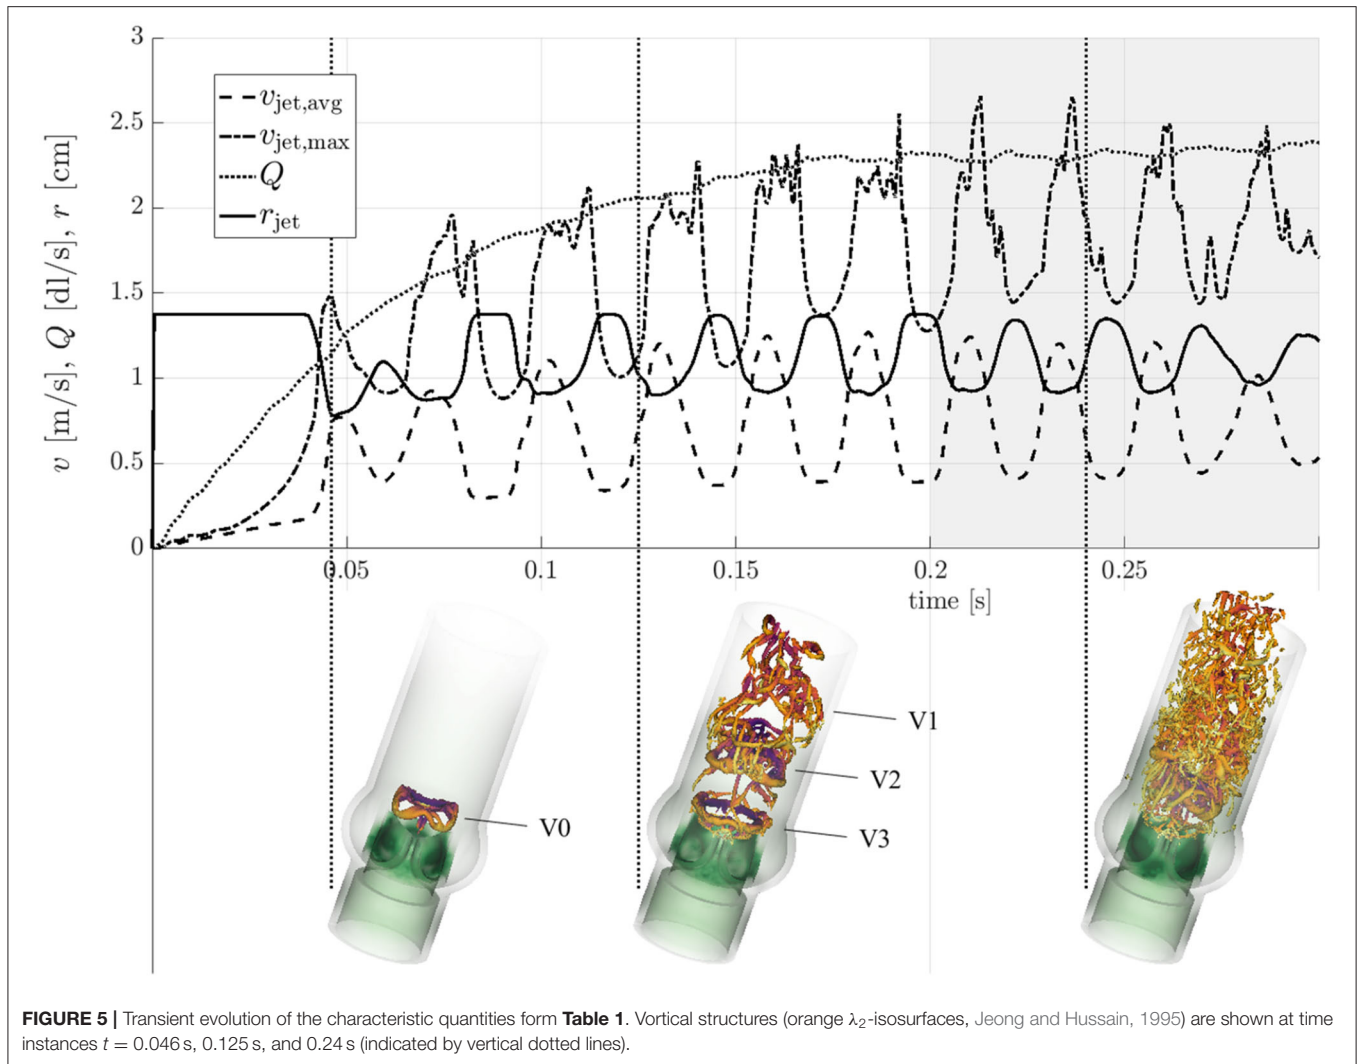 3
2.5
2
1.5
1
0.5
0
v [m/s], Q [dl/s], r [cm]
v_jet,avg
v_jet,max
Q
r_jet
0.05
0.1
0.15
0.2
0.25
time [s]
V0
V1
V2
V3
FIGURE 5 | Transient evolution of the characteristic quantities form Table 1. Vortical structures (orange λ₂-isosurfaces, Jeong and Hussain, 1995) are shown at time
instances t = 0.046 s, 0.125 s, and 0.24 s (indicated by vertical dotted lines).